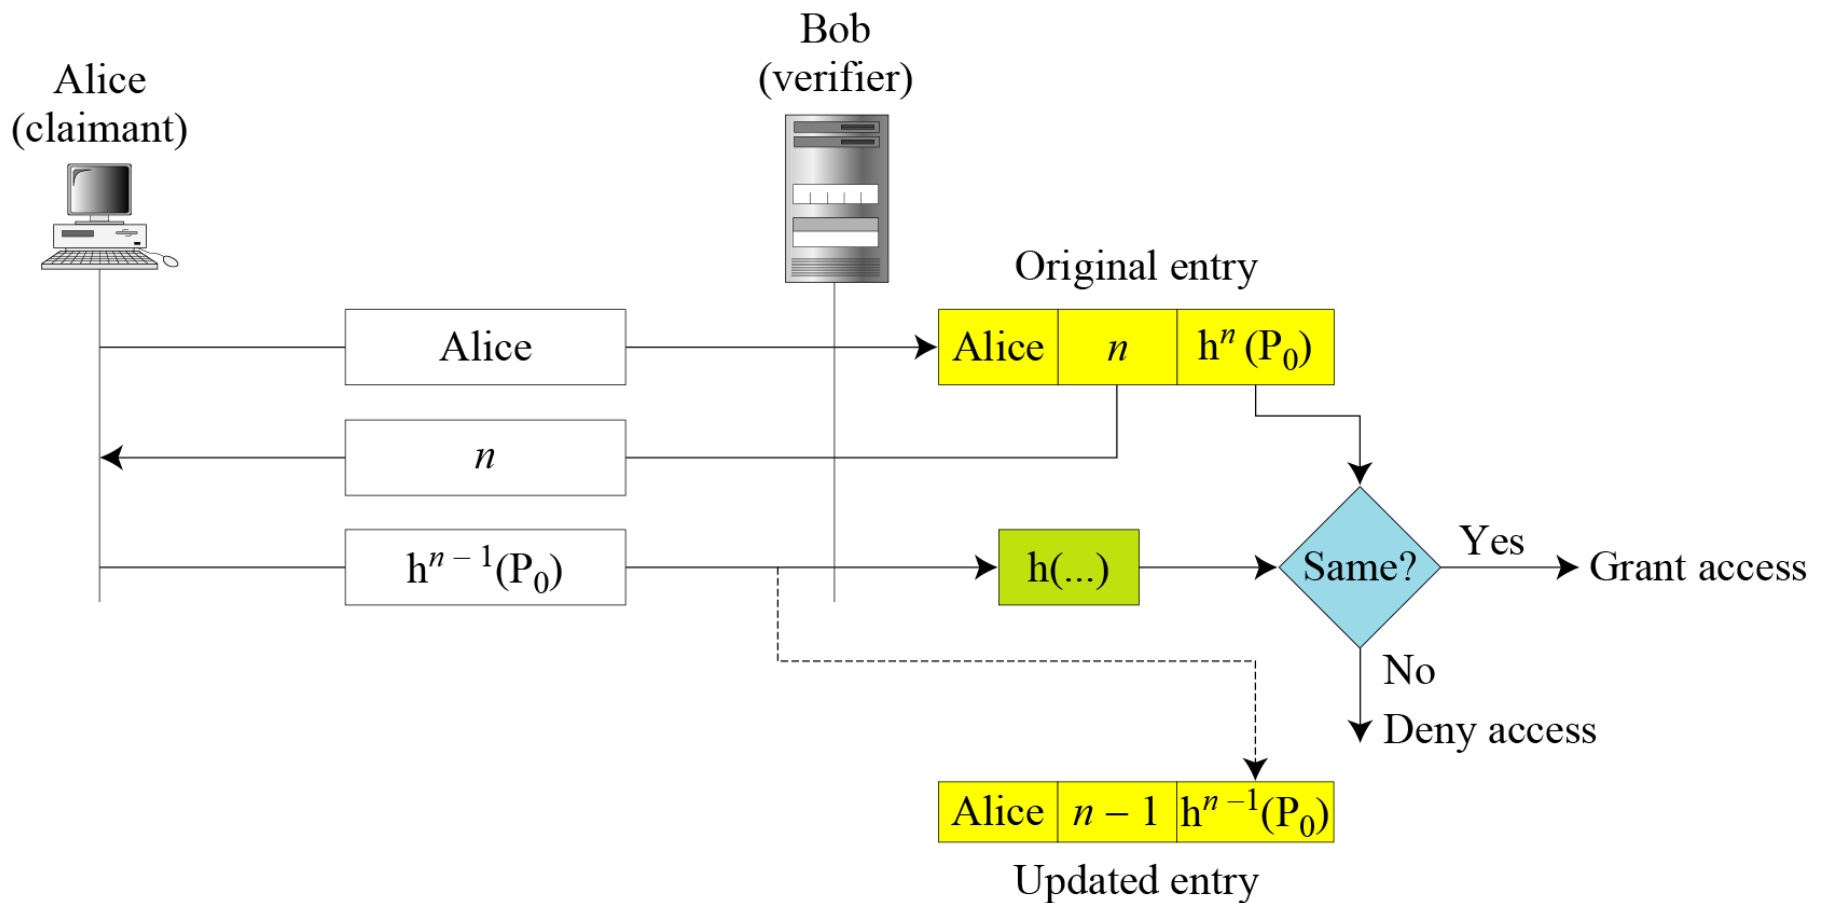 Bob
(verifier)
Alice
(claimant)
Original entry
Alice
Alice n hⁿ (P₀)
n
hⁿ⁻¹(P₀)
h(...)
Same?
Yes
Grant access
No
Deny access
Alice n – 1 hⁿ⁻¹(P₀)
Updated entry